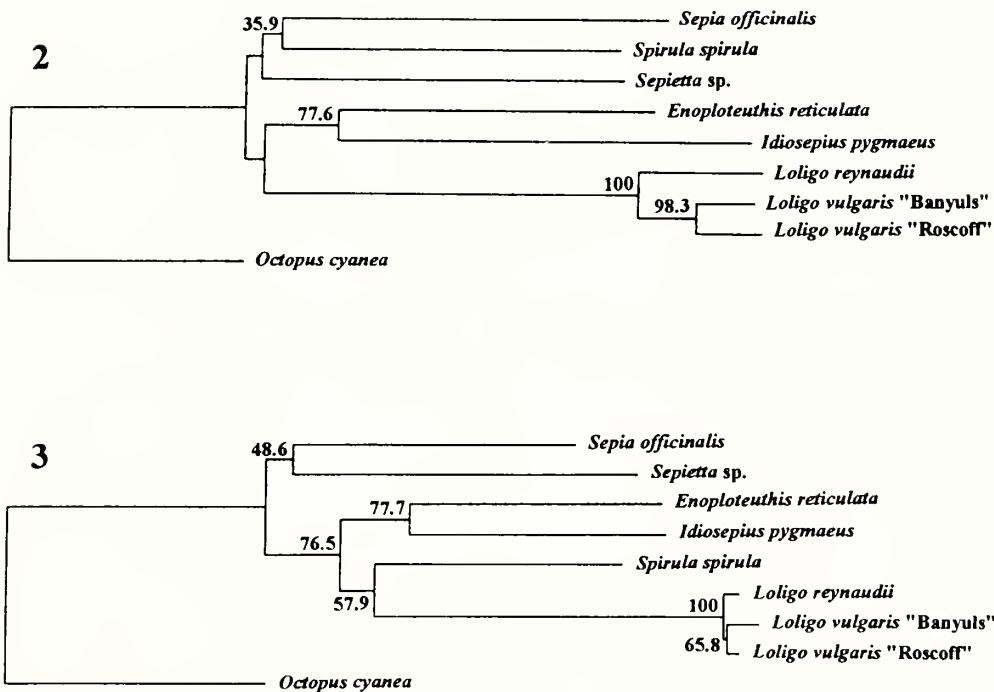 2
35.9
Sepia officinalis
Spirula spirula
Sepietta sp.
77.6
Enoploteuthis reticulata
Idiosepius pygmaeus
100
Loligo reynaudii
98.3
Loligo vulgaris "Banyuls"
Loligo vulgaris "Roscoff"
Octopus cyanea
3
48.6
Sepia officinalis
Sepietta sp.
77.7
Enoploteuthis reticulata
76.5
Idiosepius pygmaeus
Spirula spirula
57.9
100
Loligo reynaudii
Loligo vulgaris "Banyuls"
65.8
Loligo vulgaris "Roscoff"
Octopus cyanea